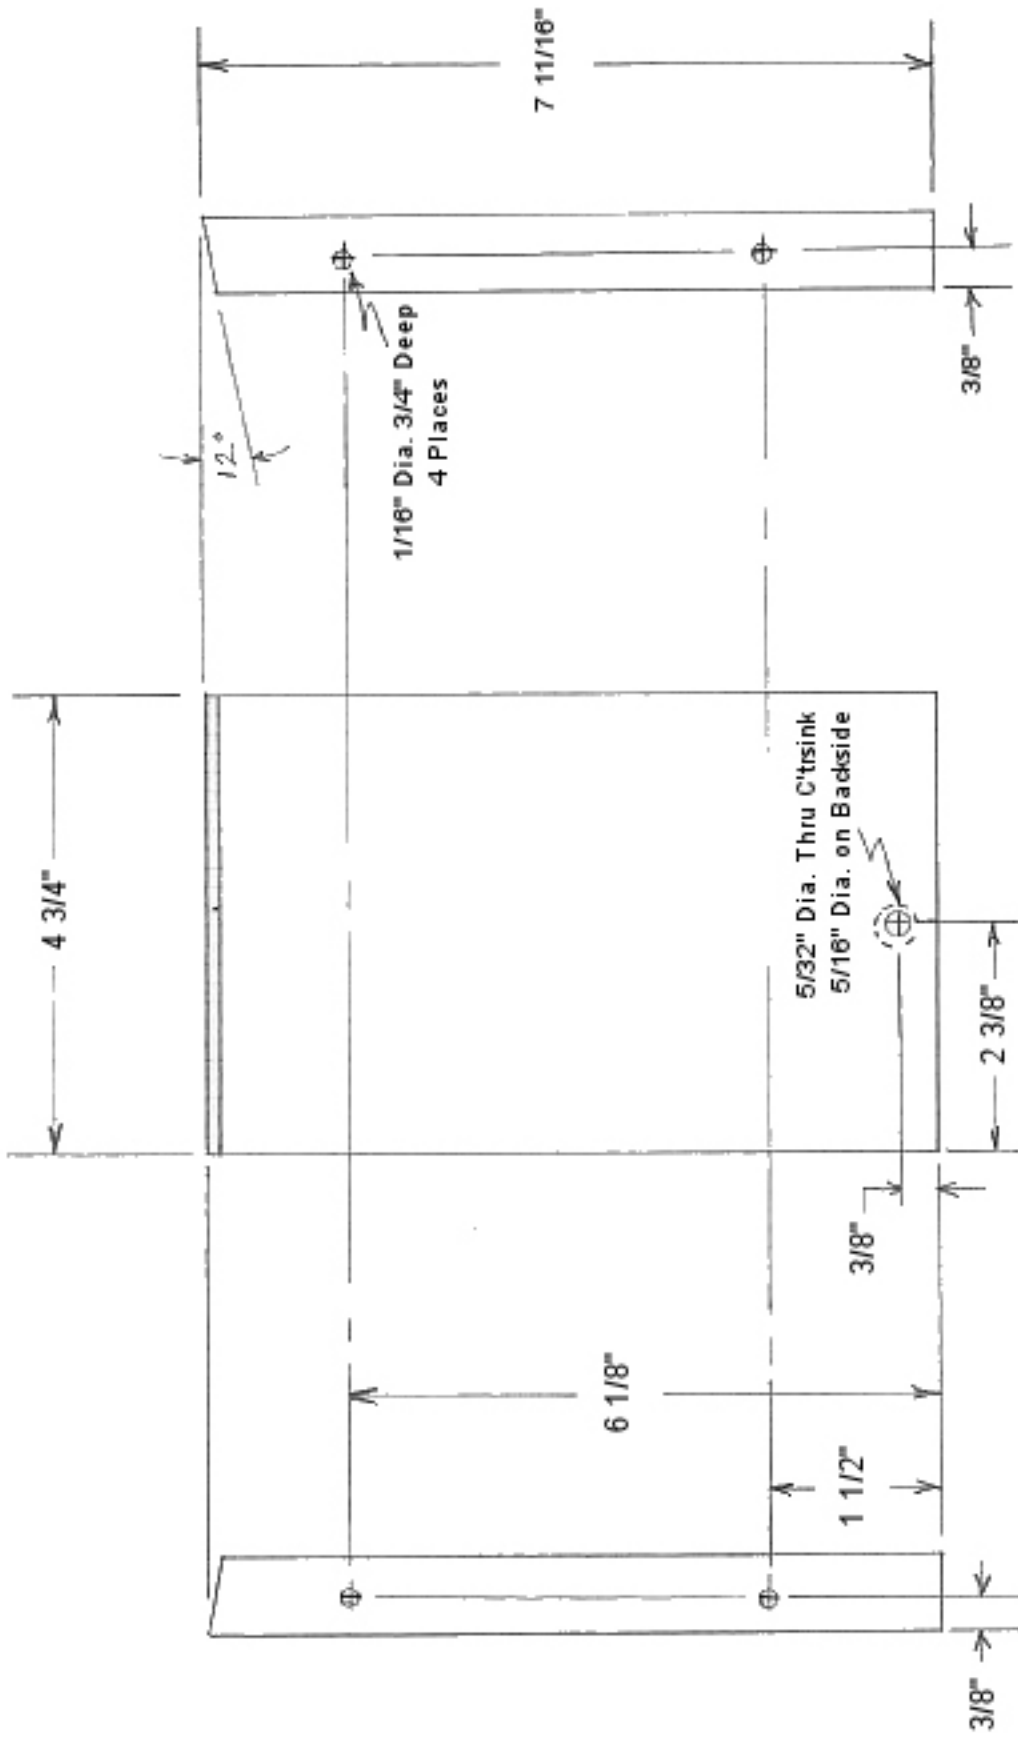 7 11/16"
3/8"
12°
1/16" Dia. 3/4" Deep
4 Places
4 3/4"
5/32" Dia. Thru C'trsink
5/16" Dia. on Backside
2 3/8"
3/8"
6 1/8"
1 1/2"
3/8"